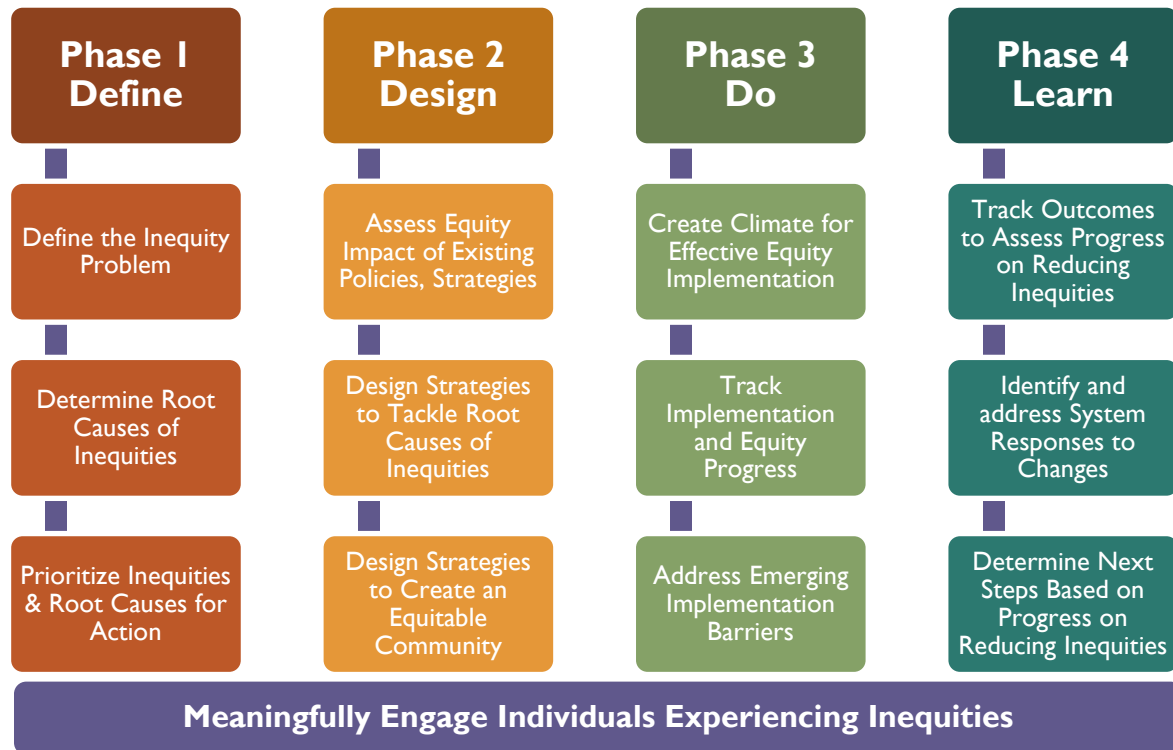 Phase 1
Define
Define the Inequity
Problem
Determine Root
Causes of
Inequities
Prioritize Inequities
& Root Causes for
Action
Phase 2
Design
Assess Equity
Impact of Existing
Policies, Strategies
Design Strategies
to Tackle Root
Causes of
Inequities
Design Strategies
to Create an
Equitable
Community
Phase 3
Do
Create Climate for
Effective Equity
Implementation
Track
Implementation
and Equity
Progress
Address Emerging
Implementation
Barriers
Phase 4
Learn
Track Outcomes
to Assess Progress
on Reducing
Inequities
Identify and
address System
Responses to
Changes
Determine Next
Steps Based on
Progress on
Reducing Inequities
Meaningfully Engage Individuals Experiencing Inequities